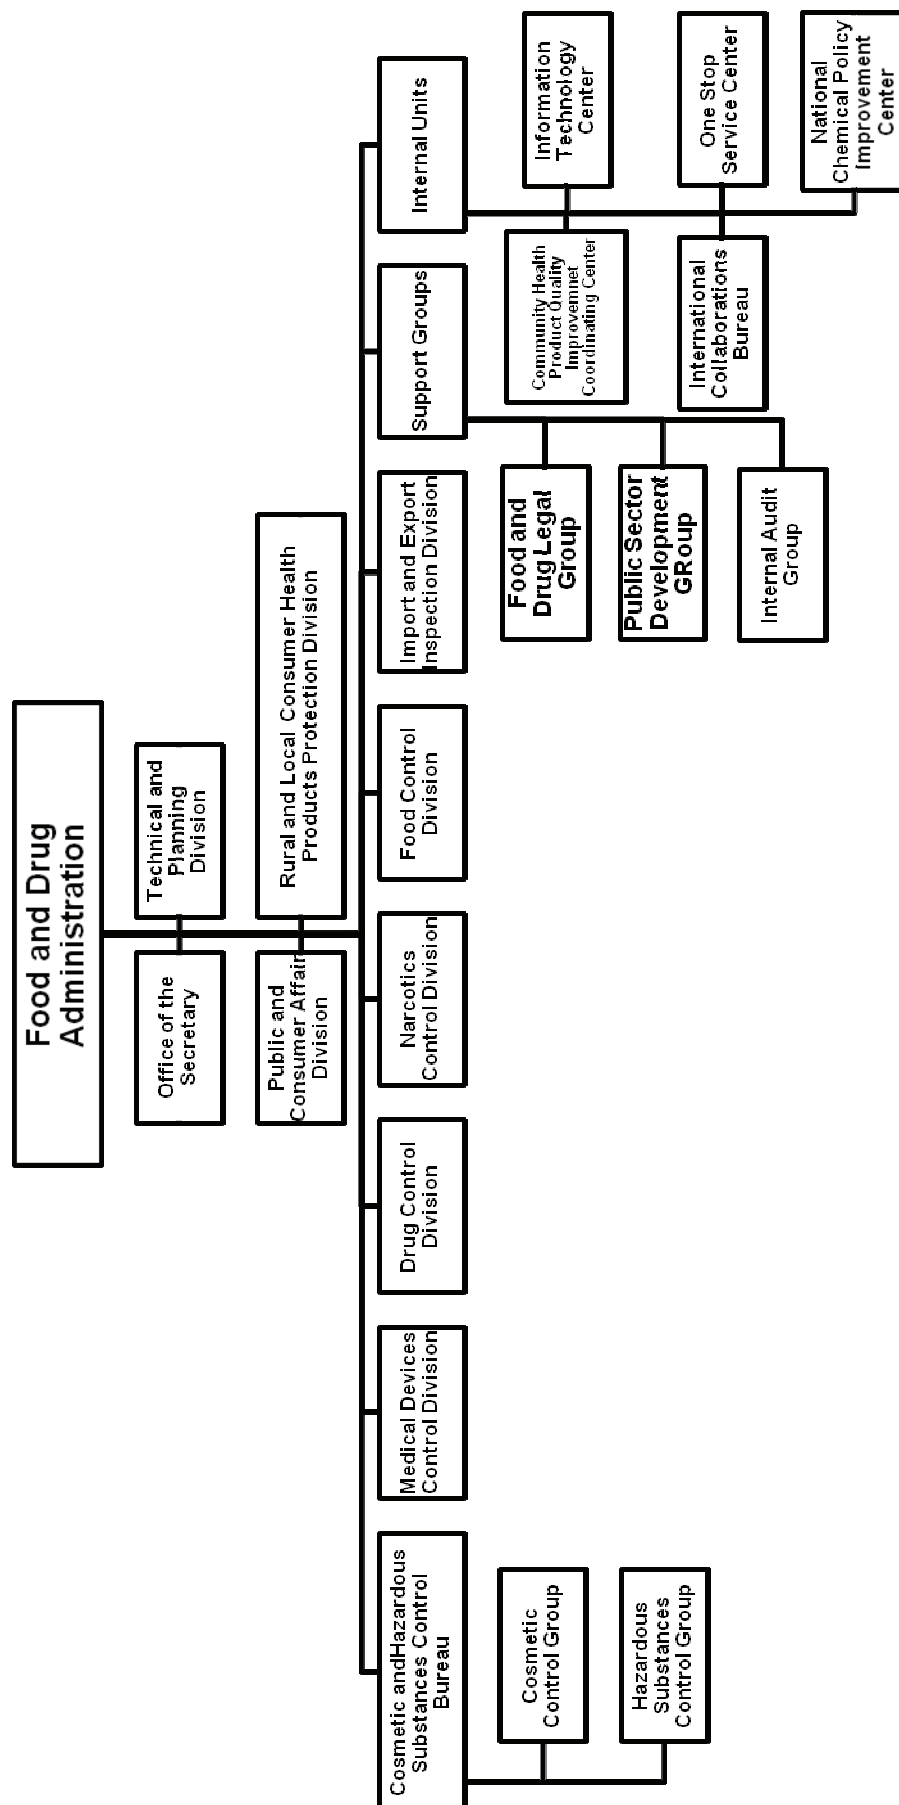 Food and Drug
Administration
Office of the
Secretary
Technical and
Planning
Division
Public and
Consumer Affair
Division
Rural and Local Consumer Health
Products Protection Division
Cosmetic andHazardous
Substances Control
Bureau
Medical Devices
Control Division
Drug Control
Division
Narcotics
Control Division
Food Control
Division
Import and Export
Inspection Division
Support Groups
Internal Units
Cosmetic
Control Group
Hazardous
Substances
Control Group
Food and
Drug Legal
Group
Public Sector
Development
GRoup
Internal Audit
Group
Community Health
Product Quality
Improvemnet
Coordinating Center
Information
Technology
Center
International
Collaborations
Bureau
One Stop
Service Center
National
Chemical Policy
Improvement
Center